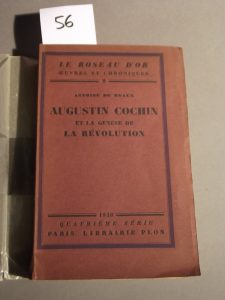 56
LE ROSEAU D'OR
ŒUVRES ET CHRONIQUES
ANTOINE DE MEAUX
AUGUSTIN COCHIN
ET LA GENÈSE DE
LA RÉVOLUTION
1928
QUATRIÈME SÉRIE
PARIS, LIBRAIRIE PLON